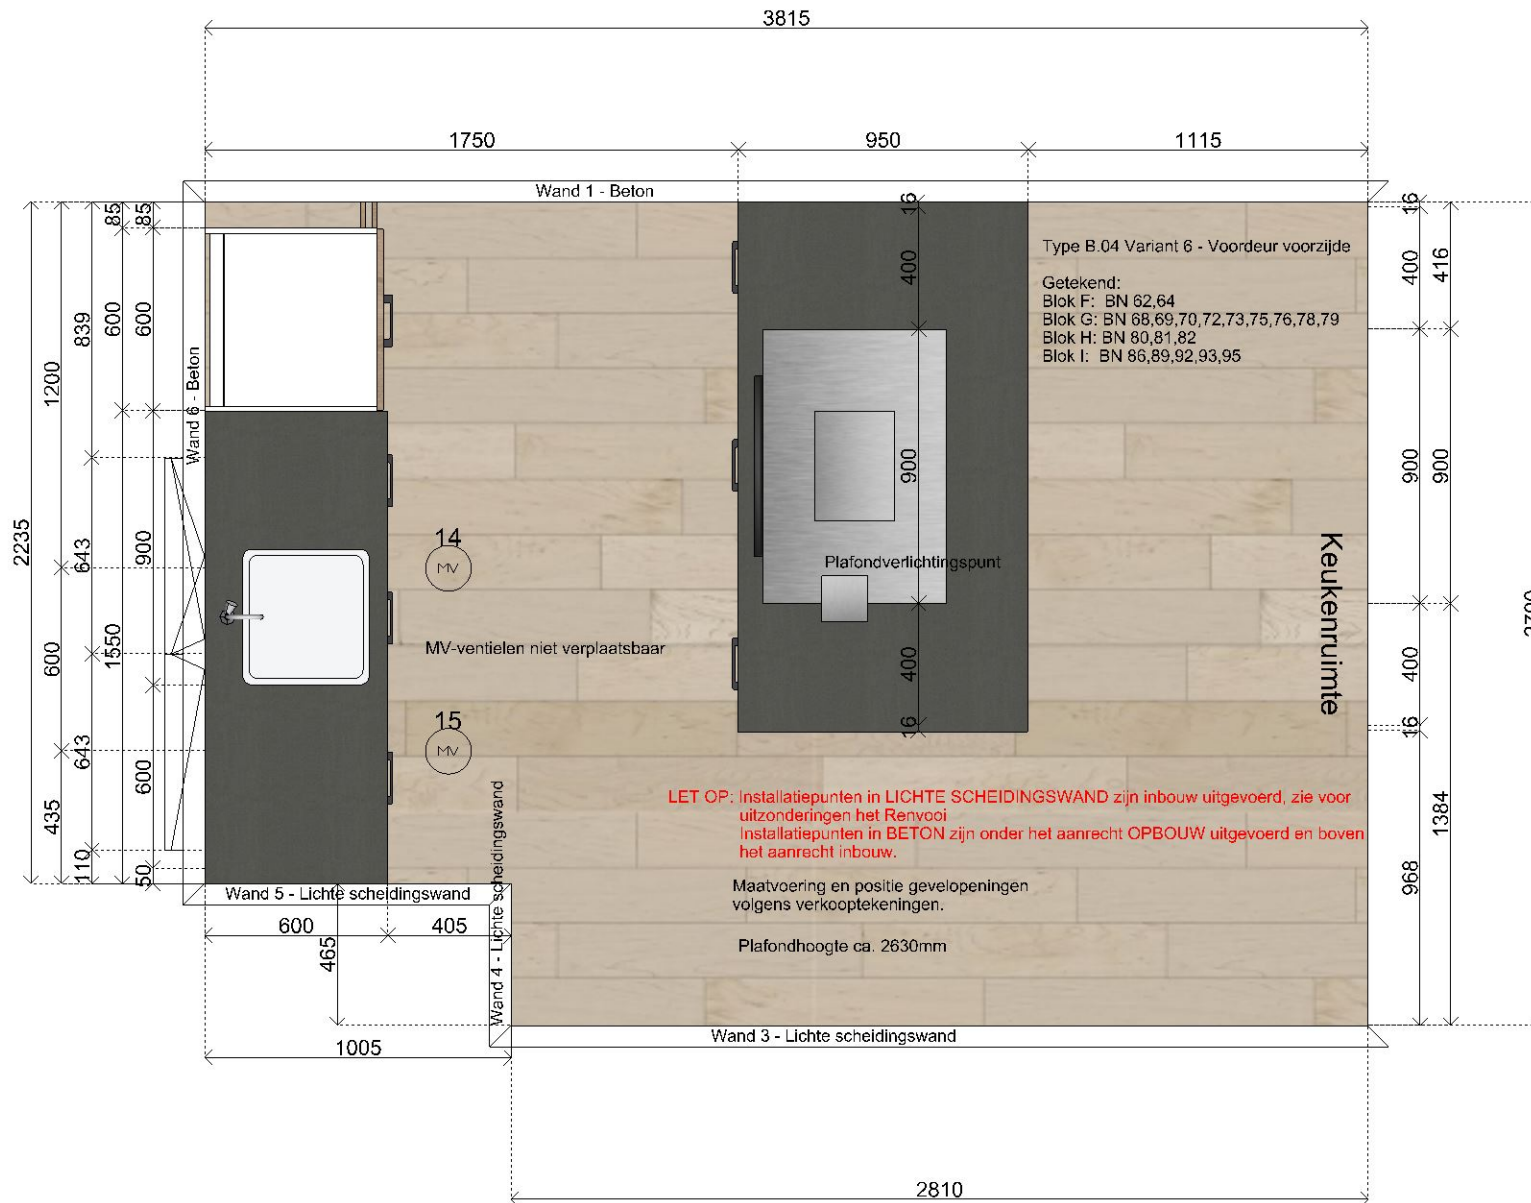 3815
1750
950
1115
Wand 1 - Beton
85
85
16
16
Type B.04 Variant 6 - Voordeur voorzijde
Getekend:
Blok F: BN 62,64
Blok G: BN 68,69,70,72,73,75,76,78,79
Blok H: BN 80,81,82
Blok I: BN 86,89,92,93,95
400
400
416
600
600
839
1200
Wand 6 - Beton
900
900
900
2235
643
900
14
MV
Plafondverlichtingspunt
Keukenruimte
600
1550
MV-ventielen niet verplaatsbaar
400
400
15
MV
16
16
643
600
435
110
50
LET OP: Installatiepunten in LICHTE SCHEIDINGSWAND zijn inbouw uitgevoerd, zie voor
uitzonderingen het Renvooi
Installatiepunten in BETON zijn onder het aanrecht OPBOUW uitgevoerd en boven
het aanrecht inbouw.
1384
968
Wand 5 - Lichte scheidingswand
Wand 4 - Lichte scheidingswand
Maatvoering en positie gevelopeningen
volgens verkooptekeningen.
600
405
465
Plafondhoogte ca. 2630mm
Wand 3 - Lichte scheidingswand
1005
2810